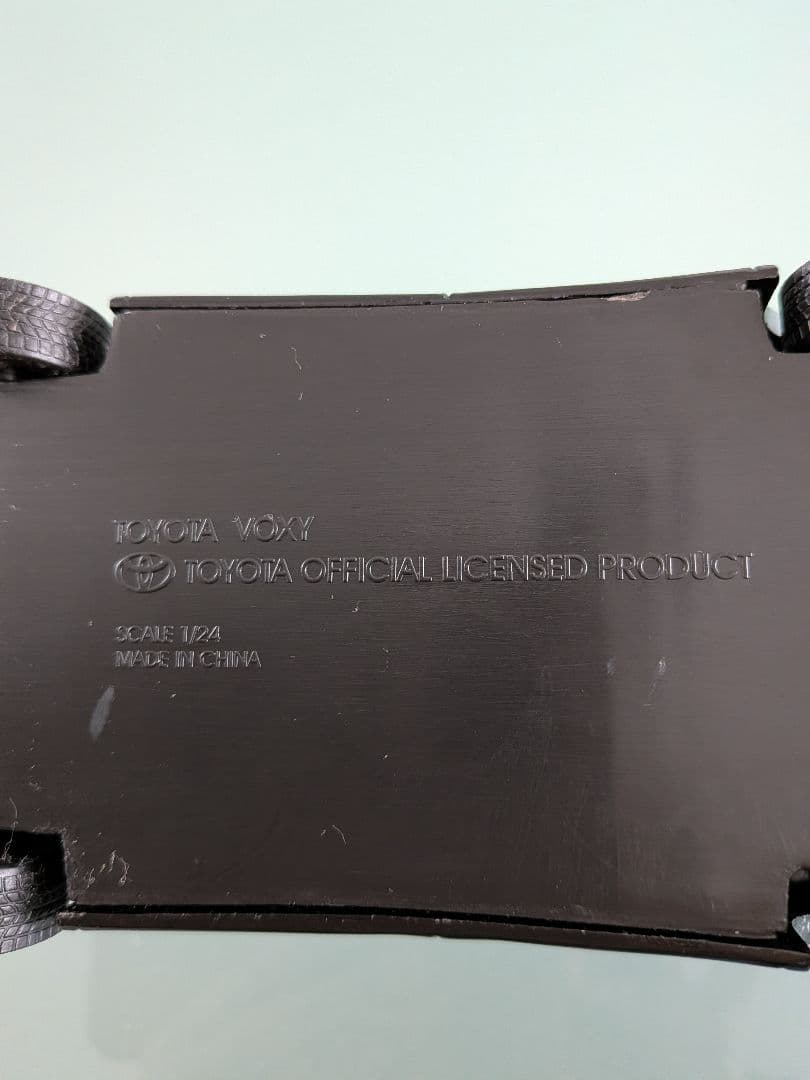 TOYOTA VOXY
TOYOTA OFFICIAL LICENSED PRODUCT
SCALE 1/24
MADE IN CHINA